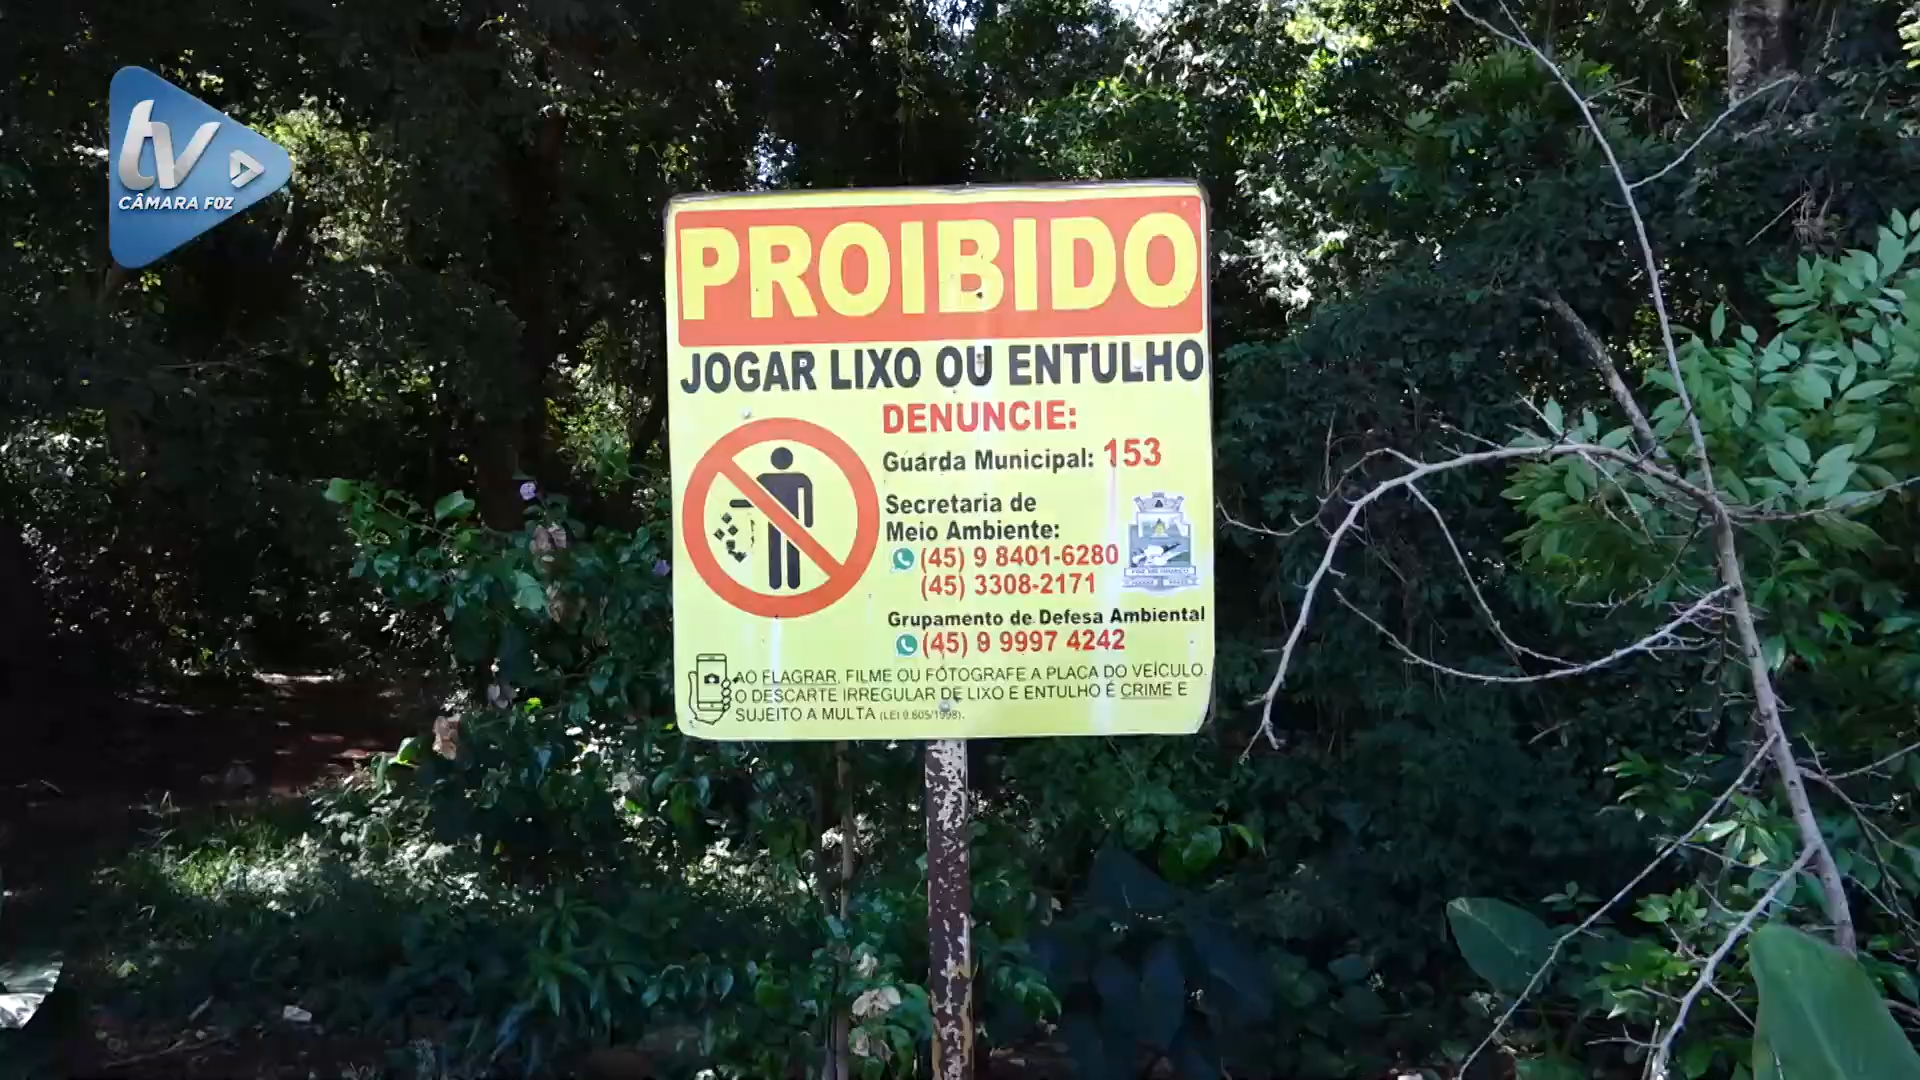 tv
CÂMARA FOZ
PROIBIDO
JOGAR LIXO OU ENTULHO
DENUNCIE:
Guarda Municipal: 153
Secretaria de
Meio Ambiente:
(45) 9 8401-6280
(45) 3308-2171
Grupamento de Defesa Ambiental
(45) 9 9997 4242
AO FLAGRAR, FILME OU FOTOGRAFE A PLACA DO VEÍCULO.
O DESCARTE IRREGULAR DE LIXO E ENTULHO É CRIME E
SUJEITO A MULTA (LEI 9.605/1998).